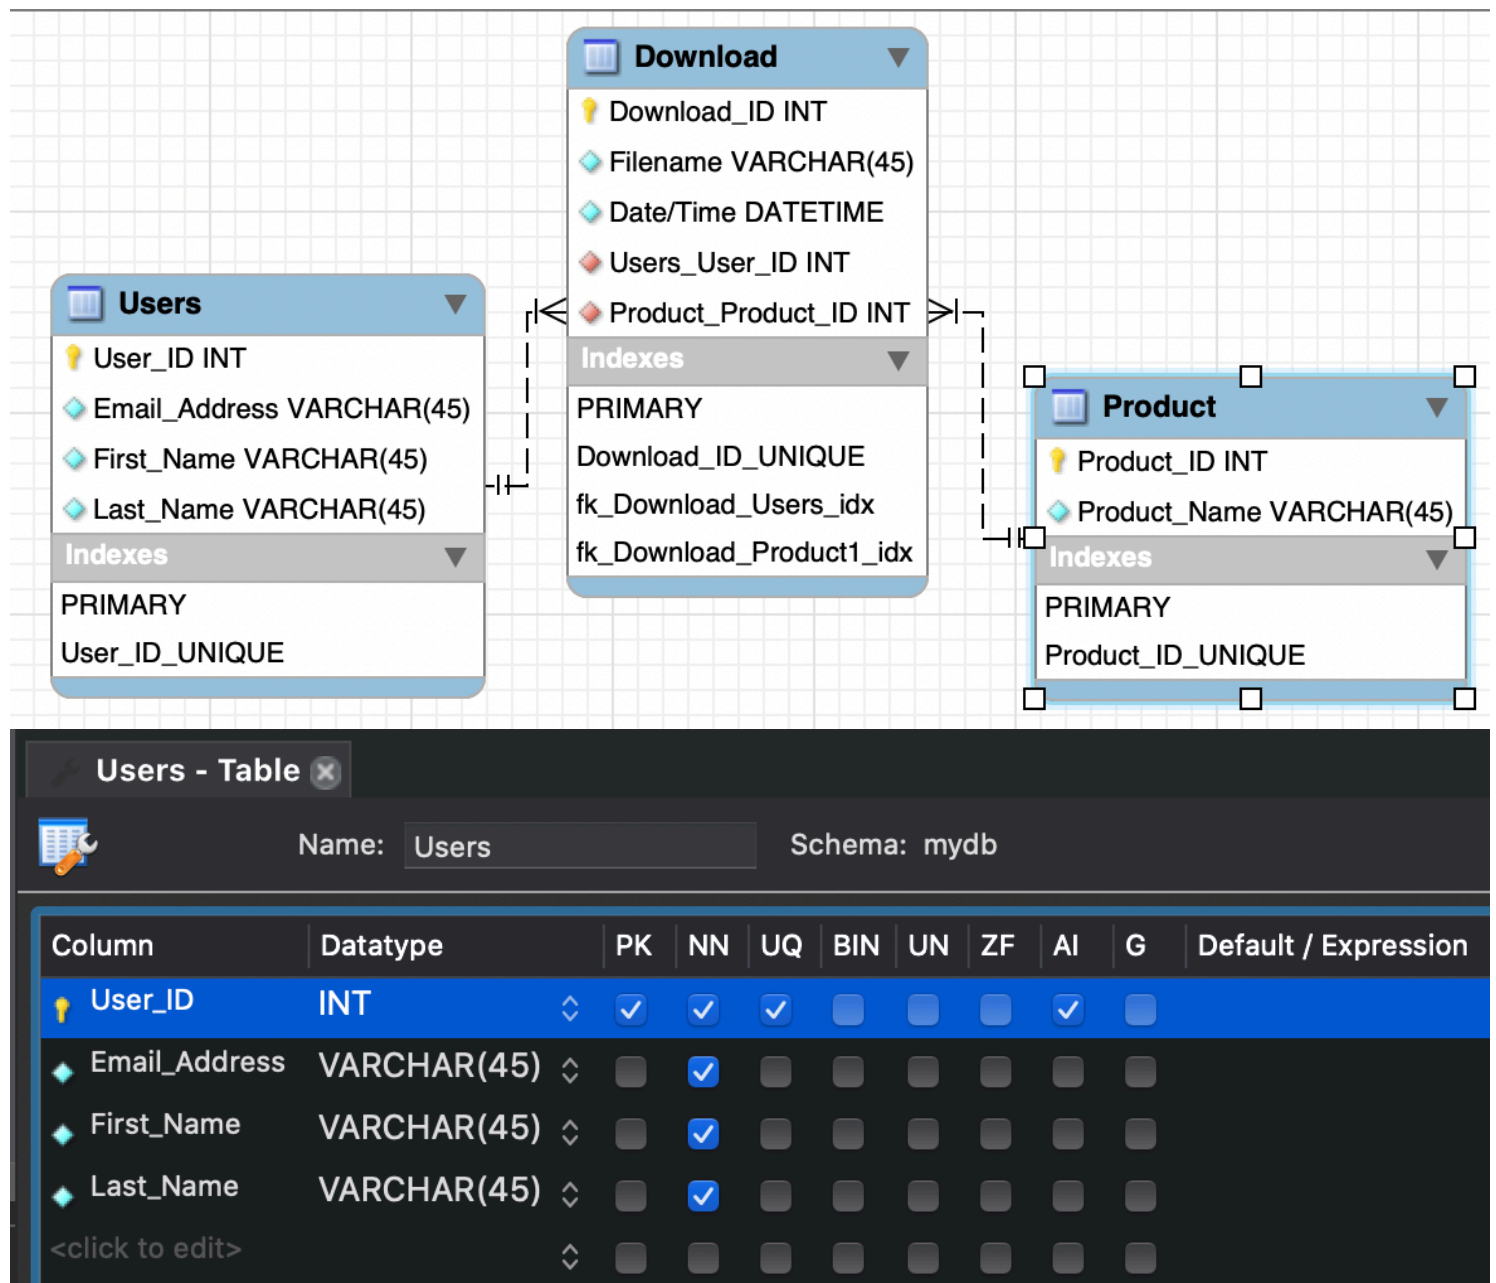 Download
Download_ID INT
Filename VARCHAR(45)
Date/Time DATETIME
Users_User_ID INT
Product_Product_ID INT
Indexes
PRIMARY
Download_ID_UNIQUE
fk_Download_Users_idx
fk_Download_Product1_idx
Users
User_ID INT
Email_Address VARCHAR(45)
First_Name VARCHAR(45)
Last_Name VARCHAR(45)
Indexes
PRIMARY
User_ID_UNIQUE
Product
Product_ID INT
Product_Name VARCHAR(45)
Indexes
PRIMARY
Product_ID_UNIQUE
Users - Table
Name: Users Schema: mydb
Column Datatype PK NN UQ BIN UN ZF AI G Default / Expression
User_ID INT
Email_Address VARCHAR(45)
First_Name VARCHAR(45)
Last_Name VARCHAR(45)
<click to edit>